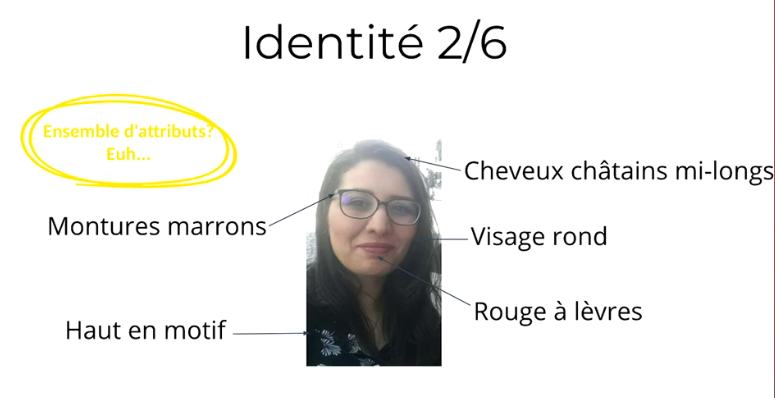 Identité 2/6
Ensemble d'attributs?
Euh...
Cheveux châtains mi-longs
Montures marrons
Visage rond
Rouge à lèvres
Haut en motif